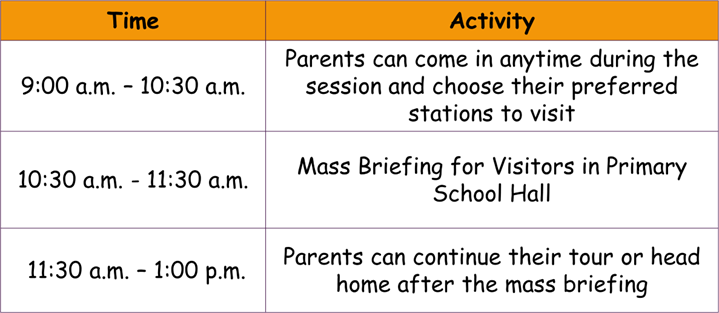 Time
Activity
9:00 a.m. – 10:30 a.m.
Parents can come in anytime during the
session and choose their preferred
stations to visit
10:30 a.m. - 11:30 a.m.
Mass Briefing for Visitors in Primary
School Hall
11:30 a.m. – 1:00 p.m.
Parents can continue their tour or head
home after the mass briefing